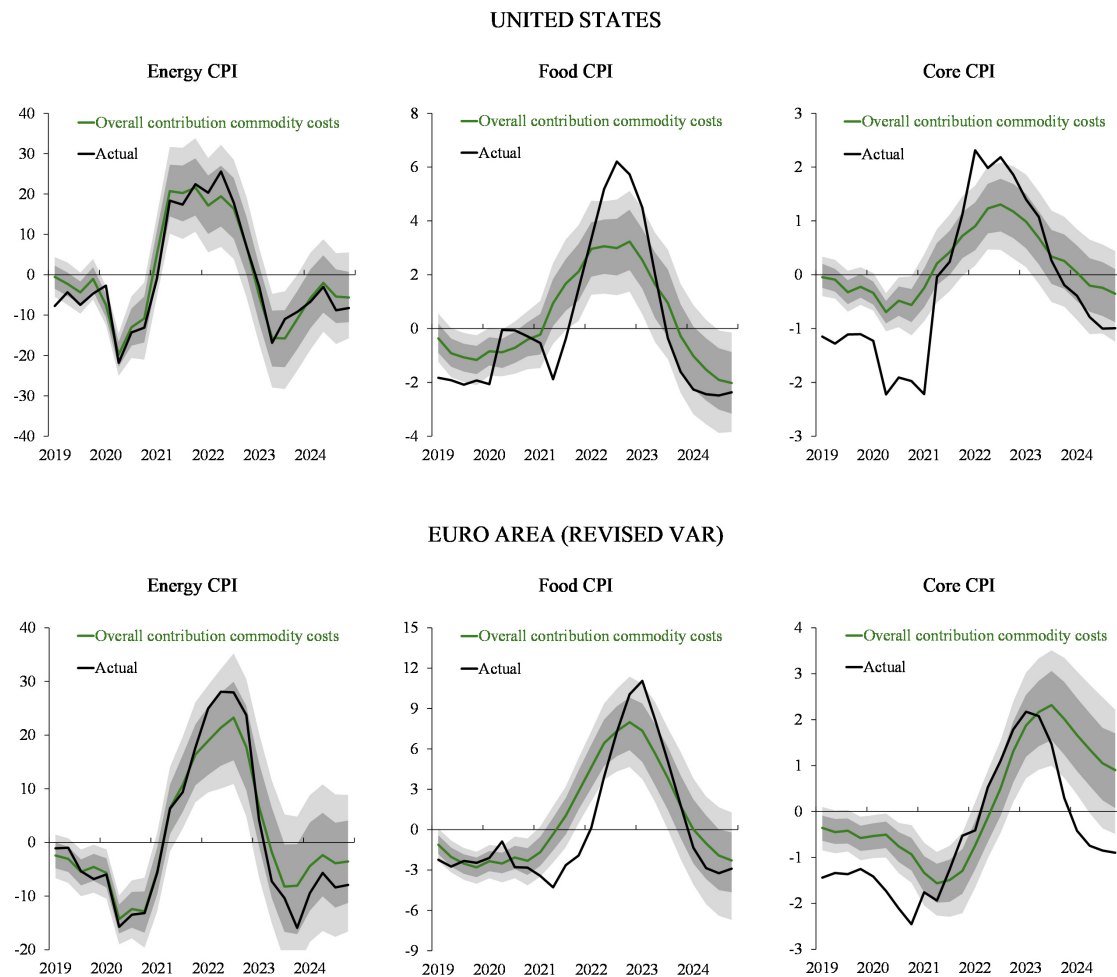 UNITED STATES
Energy CPI
Food CPI
Core CPI
Overall contribution commodity costs
Actual
40
30
20
10
0
-10
-20
-30
-40
2019 2020 2021 2022 2023 2024
Overall contribution commodity costs
Actual
8
6
4
2
0
-2
-4
2019 2020 2021 2022 2023 2024
Overall contribution commodity costs
Actual
3
2
1
0
-1
-2
-3
2019 2020 2021 2022 2023 2024
EURO AREA (REVISED VAR)
Energy CPI
Food CPI
Core CPI
Overall contribution commodity costs
Actual
40
30
20
10
0
-10
-20
2019 2020 2021 2022 2023 2024
Overall contribution commodity costs
Actual
15
12
9
6
3
0
-3
-6
-9
2019 2020 2021 2022 2023 2024
Overall contribution commodity costs
Actual
4
3
2
1
0
-1
-2
-3
2019 2020 2021 2022 2023 2024